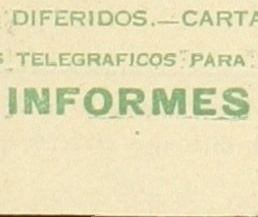 DIFERIDOS.—CARTA
S TELEGRAFICOS PARA
INFORMES